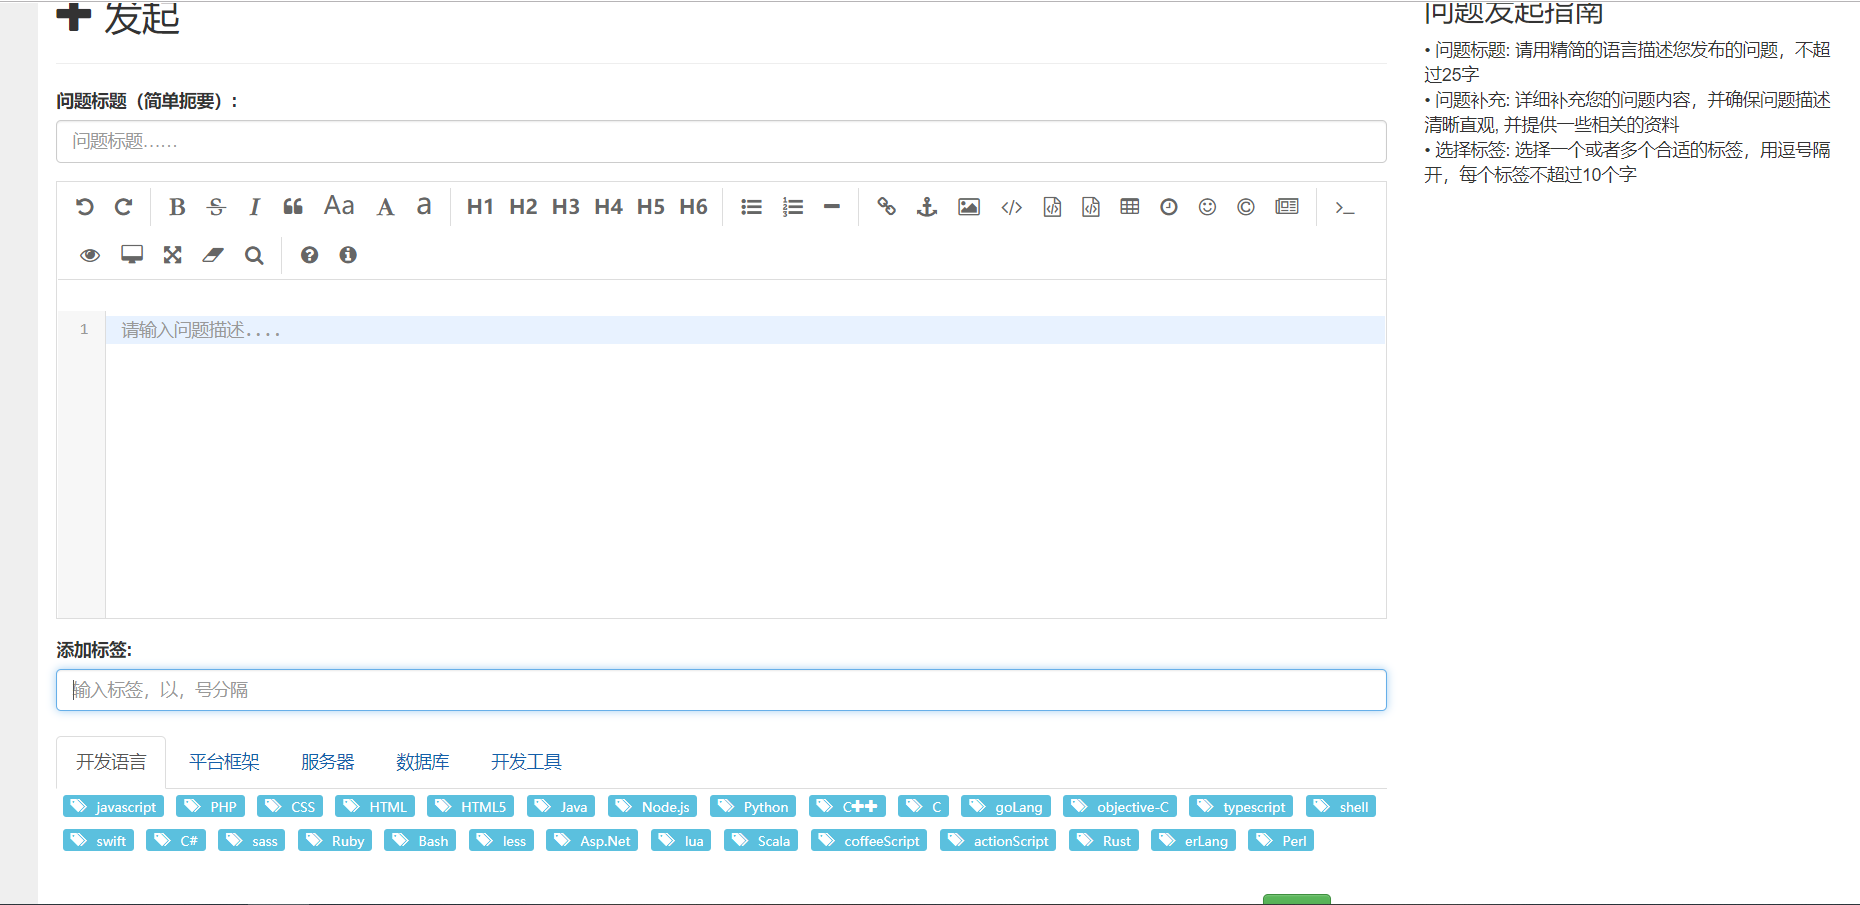 发起
问题标题（简单扼要）:
问题标题......
B S I Aa A a H1 H2 H3 H4 H5 H6
1 请输入问题描述....
添加标签:
输入标签，以，号分隔
开发语言 平台框架 服务器 数据库 开发工具
javascript PHP CSS HTML HTML5 Java Node.js Python C++ C goLang objective-C typescript shell
swift C# sass Ruby Bash less Asp.Net lua Scala coffeeScript actionScript Rust erLang Perl
问题发起指南
• 问题标题: 请用精简的语言描述您发布的问题，不超
过25字
• 问题补充: 详细补充您的问题内容，并确保问题描述
清晰直观, 并提供一些相关的资料
• 选择标签: 选择一个或者多个合适的标签，用逗号隔
开，每个标签不超过10个字